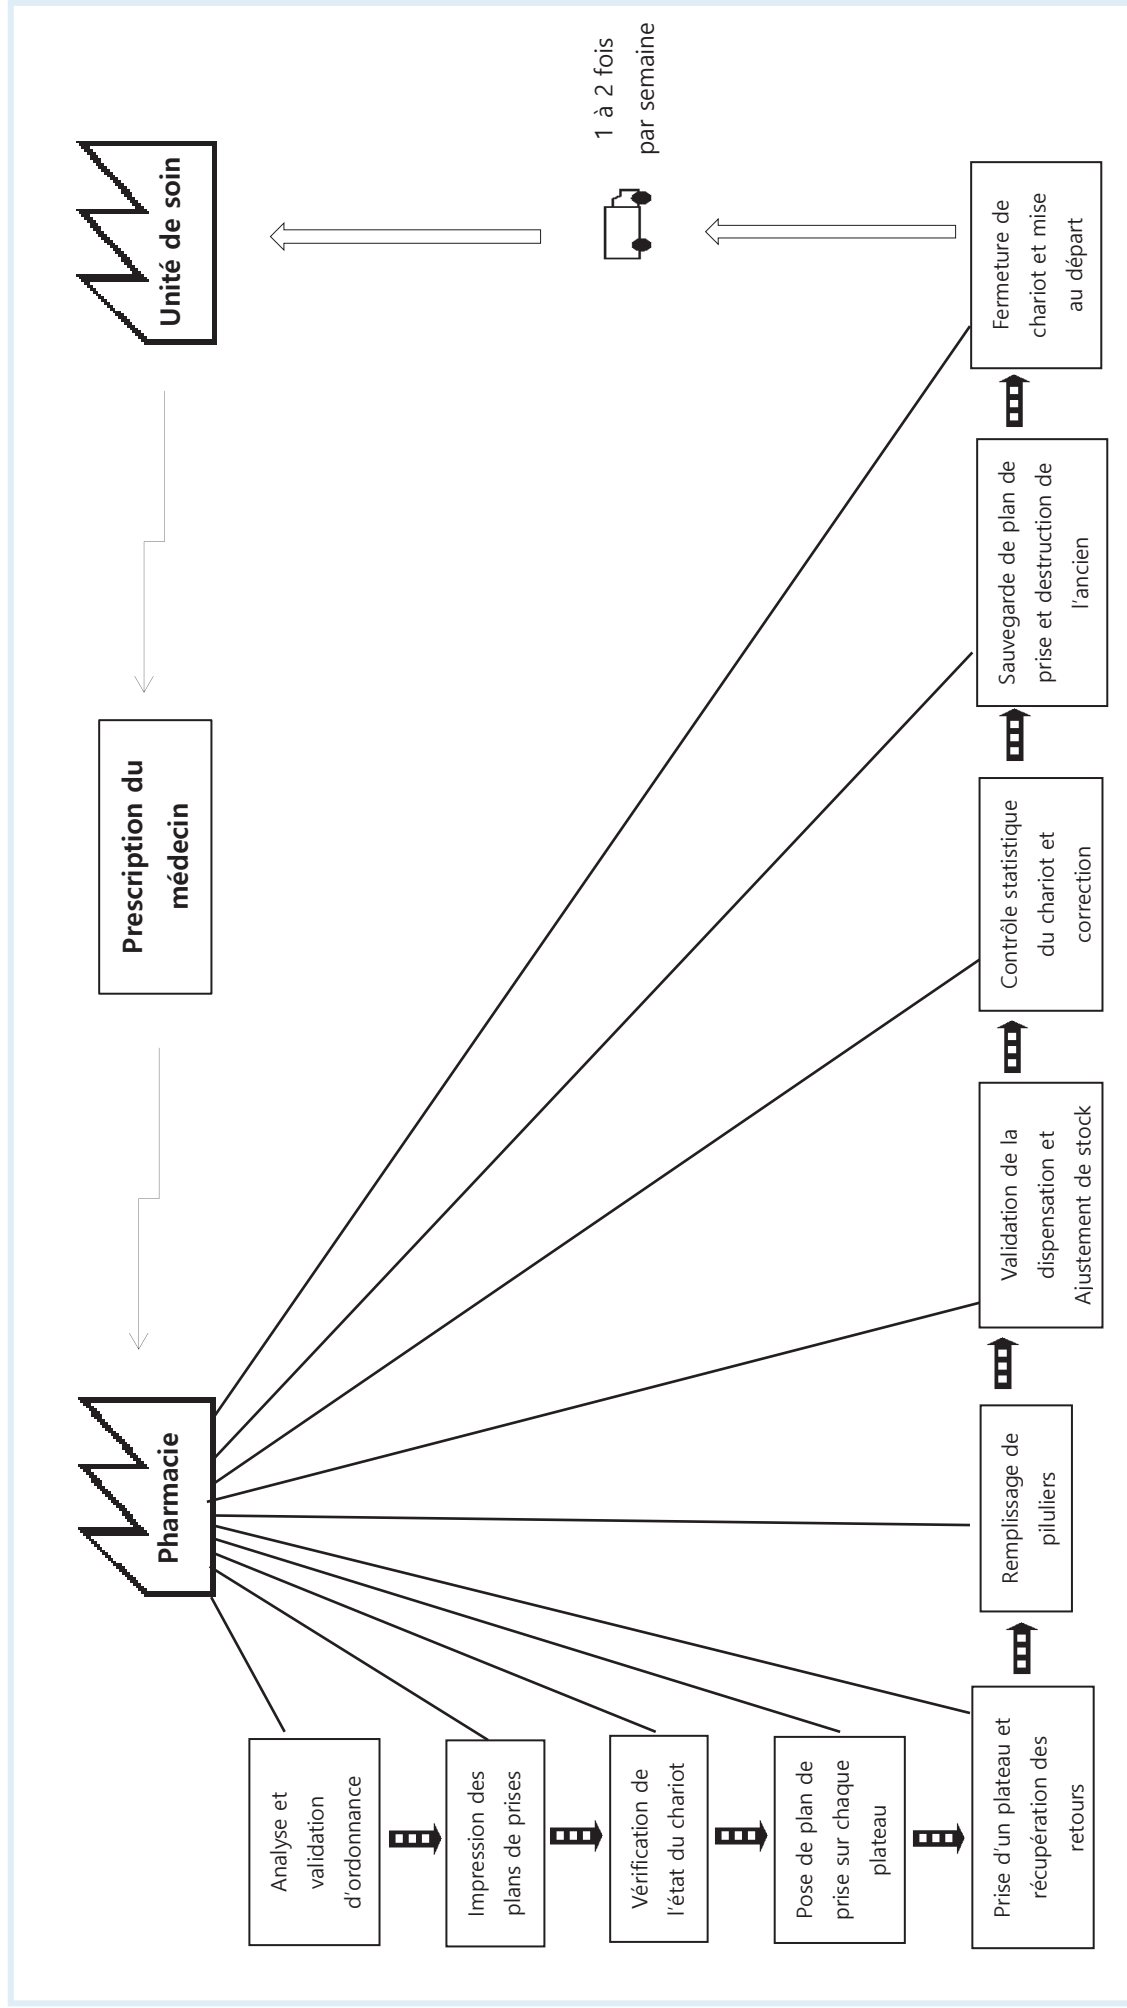 Pharmacie
Prescription du
médecin
Unité de soin
1 à 2 fois
par semaine
Analyse et
validation
d'ordonnance
Impression des
plans de prises
Vérification de
l'état du chariot
Pose de plan de
prise sur chaque
plateau
Prise d'un plateau et
récupération des
retours
Remplissage de
piluliers
Validation de la
dispensation et
Ajustement de stock
Contrôle statistique
du chariot et
correction
Sauvegarde de plan de
prise et destruction de
l'ancien
Fermeture de
chariot et mise
au départ